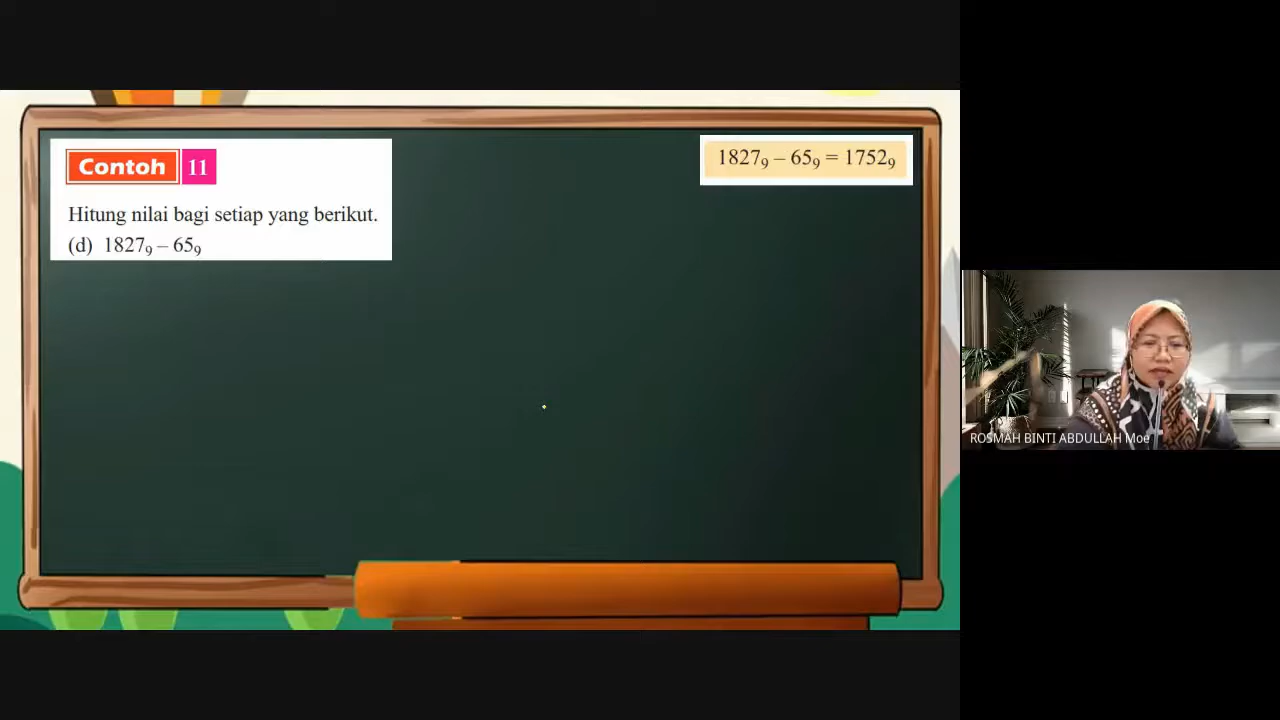 Contoh 11
Hitung nilai bagi setiap yang berikut.
(d) 1827₉ – 65₉
1827₉ – 65₉ = 1752₉
ROSMAH BINTI ABDULLAH Moe